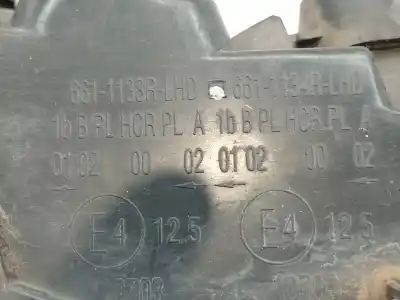 661-1133R-LHD 661-1134R-LHD
1b B PL HCR PL A 1b B PL HCR PL A
01 02 00 02 01 02 00 02
E4 12.5 E4 12.5